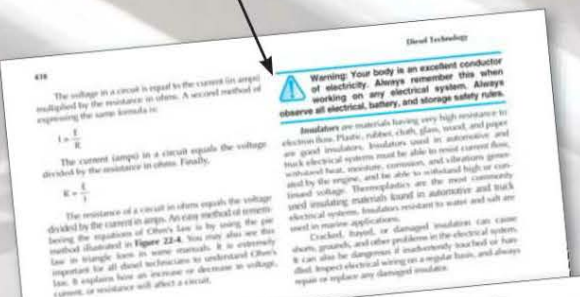 638
Diesel Technology
The voltage in a circuit is equal to the current (in amps)
multiplied by the resistance in ohms. A second method of
expressing the same formula is:
I = E
R
The current (amps) in a circuit equals the voltage
divided by the resistance in ohms. Finally,
R = E
I
The resistance of a circuit in ohms equals the voltage
divided by the current in amps. An easy method of remem-
bering the equations of Ohm's Law is by using the pie
method illustrated in Figure 22-4. You may also see this
law in triangle form in some manuals. It is extremely
important for all diesel technicians to understand Ohm's
law. It explains how an increase or decrease in voltage,
current, or resistance will affect a circuit.
Warning: Your body is an excellent conductor
of electricity. Always remember this when
working on any electrical system. Always
observe all electrical, battery, and storage safety rules.
Insulators are materials having very high resistance to
electron flow. Plastic, rubber, cloth, glass, wood, and paper
are good insulators. Insulators used in automotive and
truck electrical systems must be able to resist current flow,
withstand heat, moisture, corrosion, and vibrations gener-
ated by the engine, and be able to withstand high or con-
tinued voltage. Thermoplastics are the most commonly
used insulating materials found in automotive and truck
electrical systems. Insulators resistant to water and salt are
used in marine applications.
Cracked, frayed, or damaged insulation can cause
shorts, grounds, and other problems in the electrical system.
It can also be dangerous if inadvertently touched or han-
dled. Inspect electrical wiring on a regular basis, and always
repair or replace any damaged insulator.